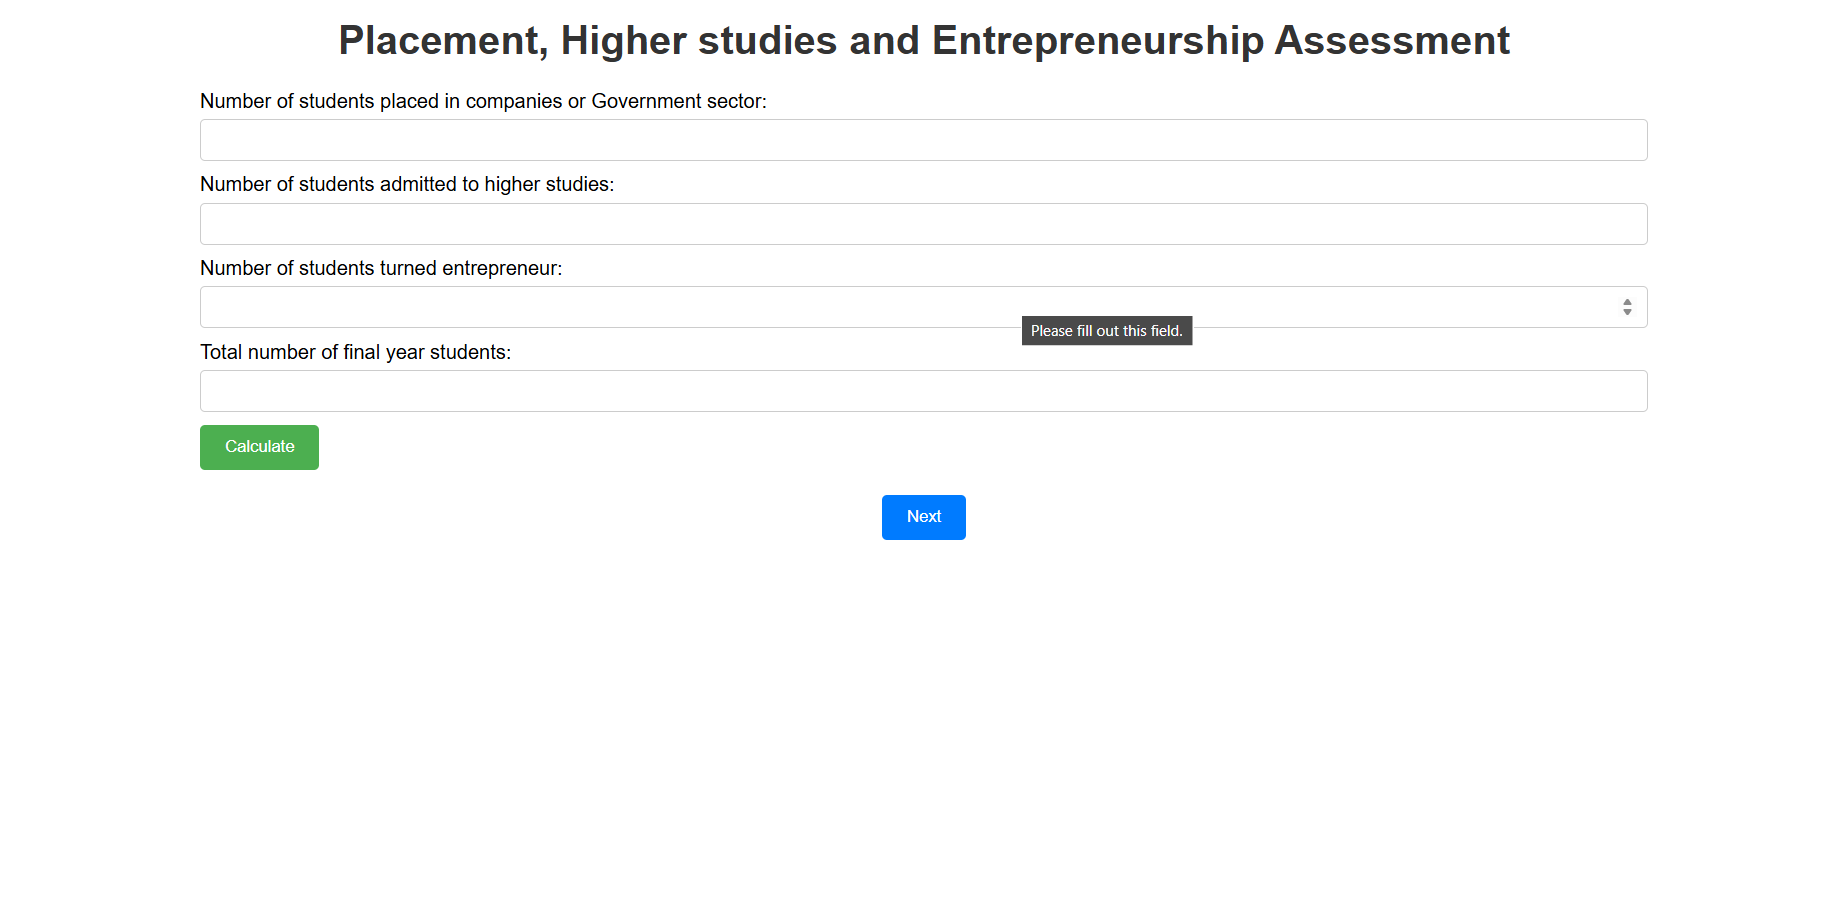 Placement, Higher studies and Entrepreneurship Assessment
Number of students placed in companies or Government sector:
Number of students admitted to higher studies:
Number of students turned entrepreneur:
Please fill out this field.
Total number of final year students:
Calculate
Next